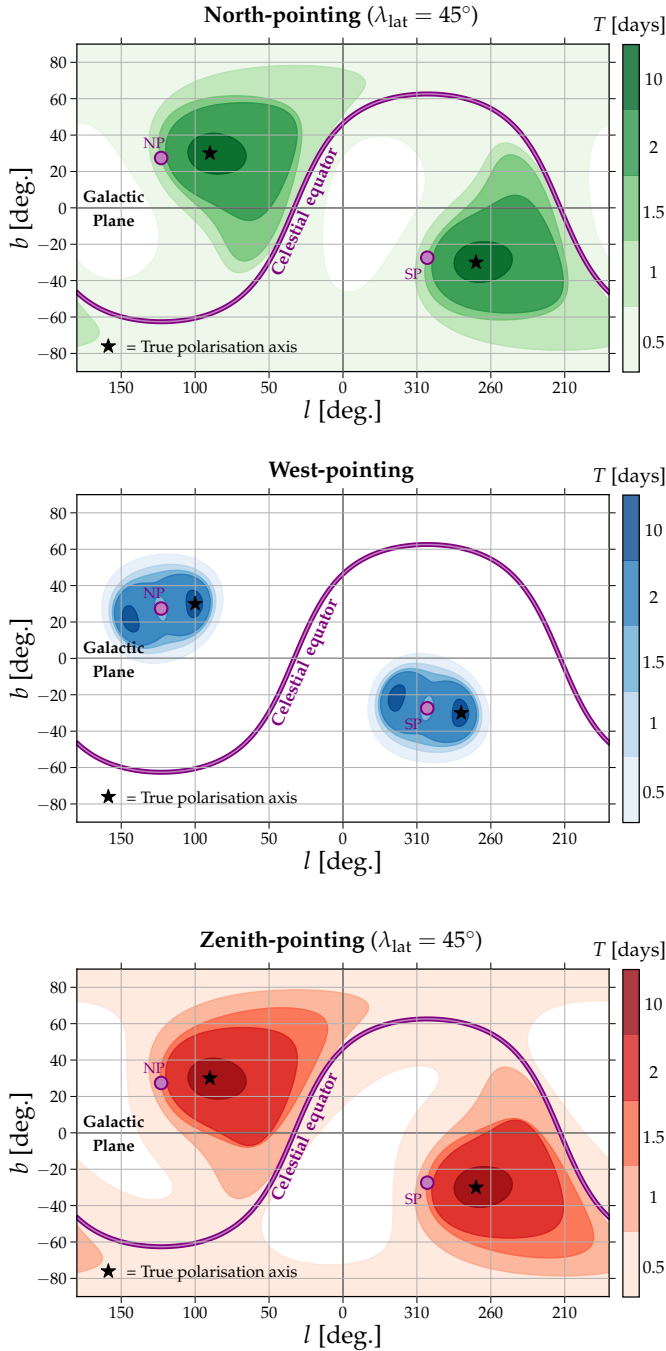 North-pointing (λlat = 45°)
T [days]
80
60
40
20
0
−20
−40
−60
−80
b [deg.]
NP
Galactic
Plane
Celestial equator
SP
★ = True polarisation axis
150
100
50
0
310
260
210
l [deg.]
10
2
1.5
1
0.5
West-pointing
T [days]
80
60
40
20
0
−20
−40
−60
−80
b [deg.]
NP
Galactic
Plane
Celestial equator
SP
★ = True polarisation axis
150
100
50
0
310
260
210
l [deg.]
10
2
1.5
1
0.5
Zenith-pointing (λlat = 45°)
T [days]
80
60
40
20
0
−20
−40
−60
−80
b [deg.]
NP
Galactic
Plane
Celestial equator
SP
★ = True polarisation axis
150
100
50
0
310
260
210
l [deg.]
10
2
1.5
1
0.5